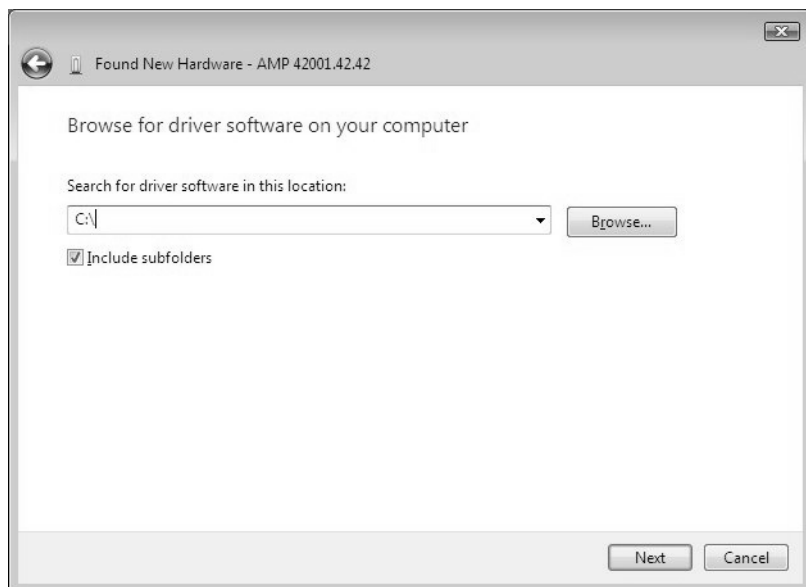 Found New Hardware - AMP 42001.42.42
Browse for driver software on your computer
Search for driver software in this location:
C:\
Browse...
Include subfolders
Next
Cancel